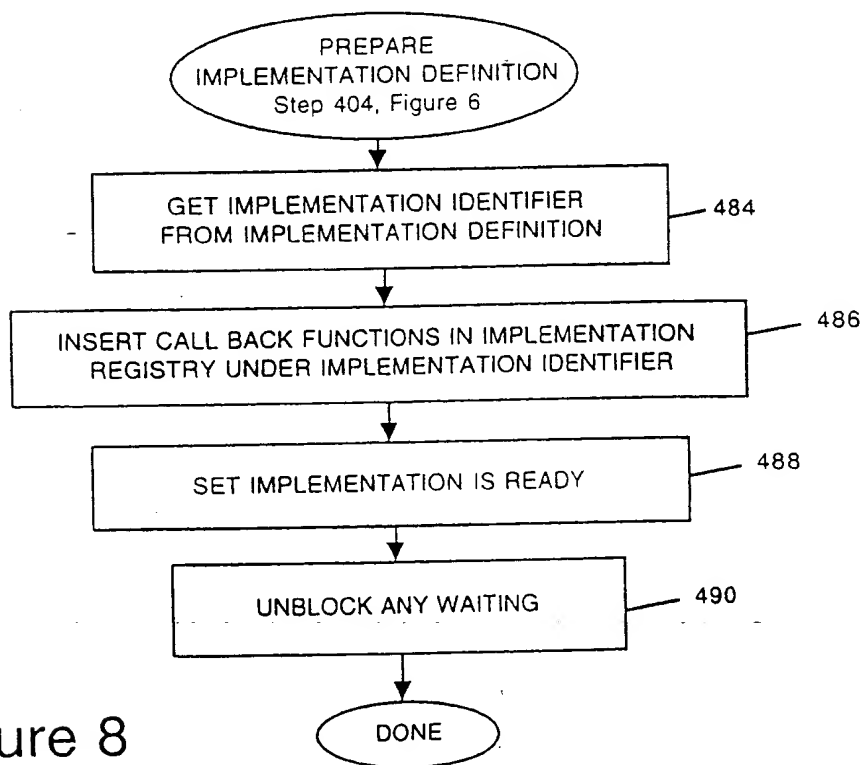 PREPARE
IMPLEMENTATION DEFINITION
Step 404, Figure 6
GET IMPLEMENTATION IDENTIFIER
FROM IMPLEMENTATION DEFINITION
484
INSERT CALL BACK FUNCTIONS IN IMPLEMENTATION
REGISTRY UNDER IMPLEMENTATION IDENTIFIER
486
SET IMPLEMENTATION IS READY
488
UNBLOCK ANY WAITING
490
DONE
ure 8